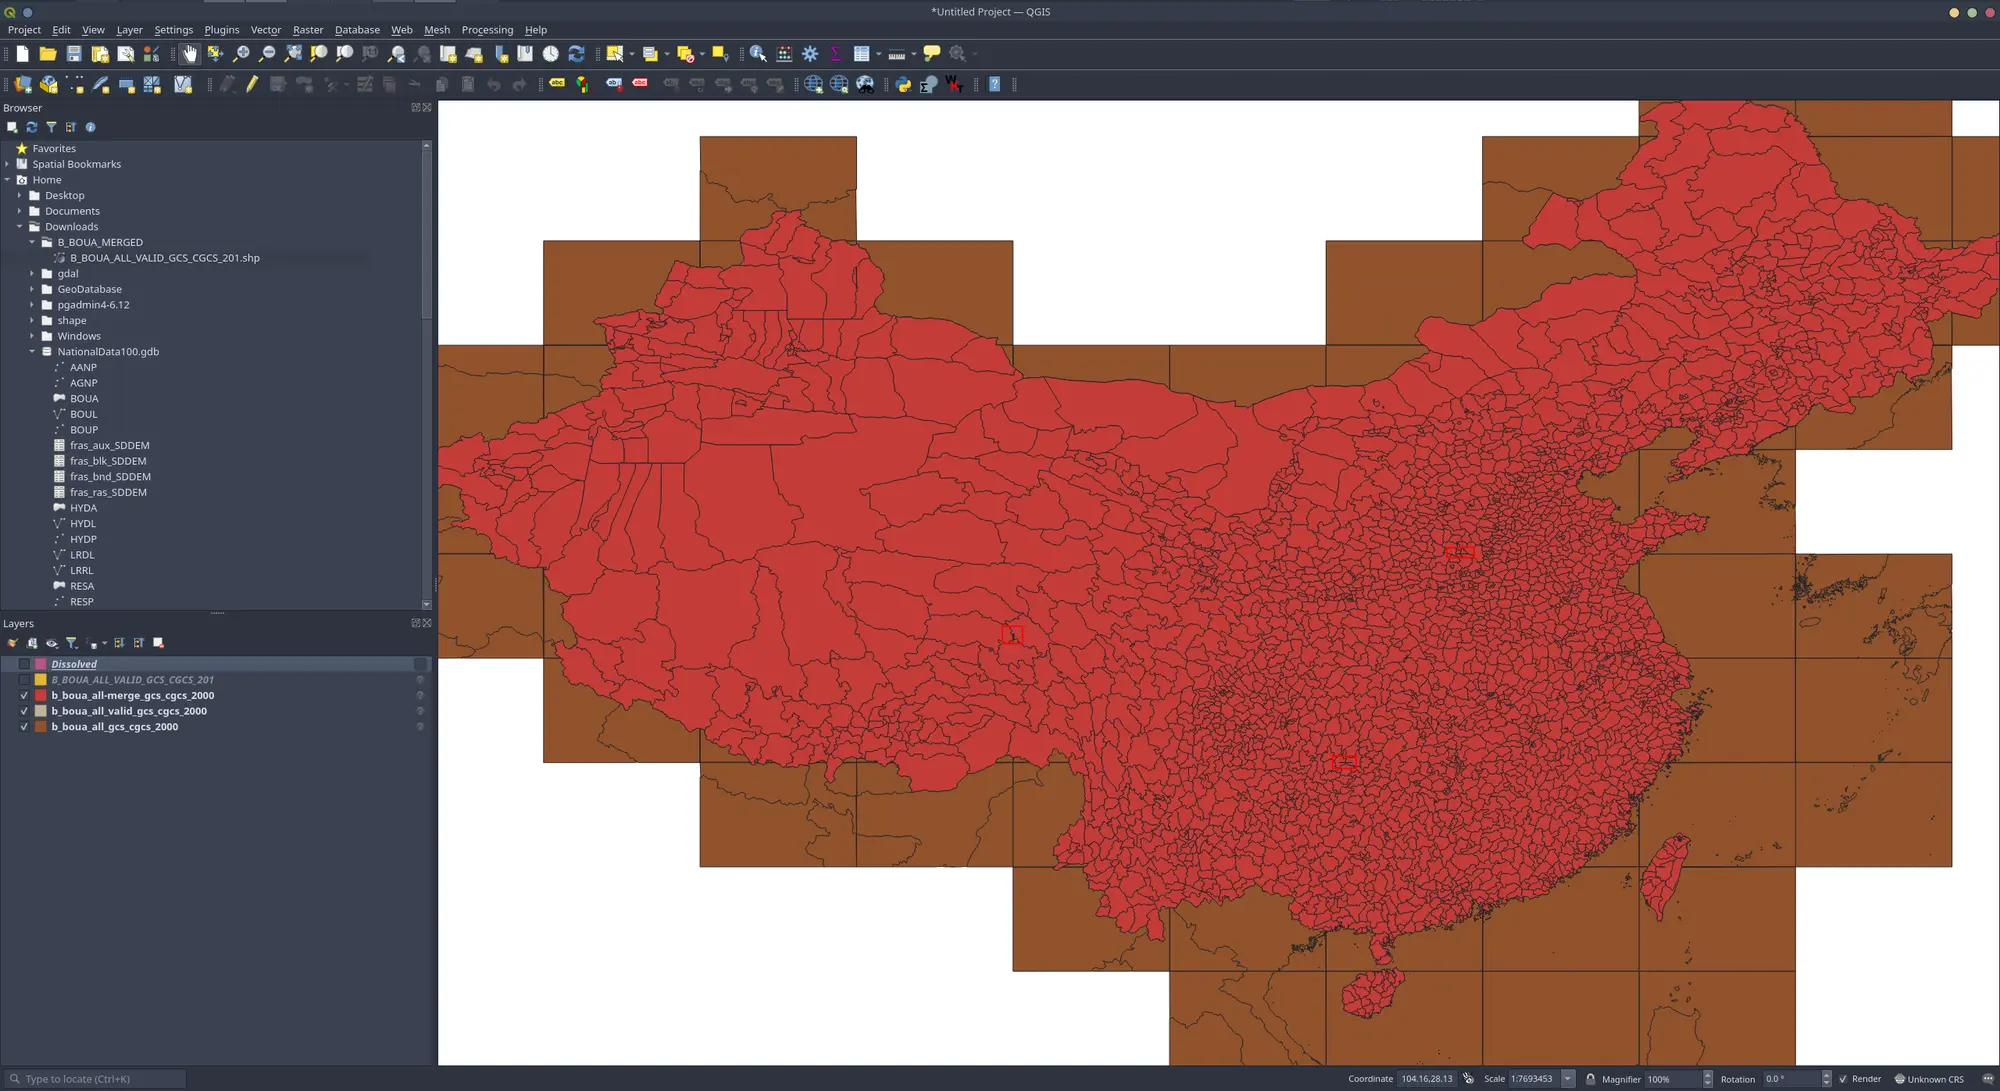 *Untitled Project — QGIS
Project Edit View Layer Settings Plugins Vector Raster Database Web Mesh Processing Help
Browser
Favorites
Spatial Bookmarks
Home
Desktop
Documents
Downloads
B_BOUA_MERGED
B_BOUA_ALL_VALID_GCS_CGCS_201.shp
gdal
GeoDatabase
pgadmin4-6.12
shape
Windows
NationalData100.gdb
AANP
AGNP
BOUA
BOUL
BOUP
fras_aux_SDDEM
fras_blk_SDDEM
fras_bnd_SDDEM
fras_ras_SDDEM
HYDA
HYDL
HYDP
LRDL
LRRL
RESA
RESP
Layers
Dissolved
B_BOUA_ALL_VALID_GCS_CGCS_201
b_boua_all-merge_gcs_cgcs_2000
b_boua_all_valid_gcs_cgcs_2000
b_boua_all_gcs_cgcs_2000
Type to locate (Ctrl+K) Coordinate 104.16,28.13 Scale 1:7693453 Magnifier 100% Rotation 0.0 ° Render Unknown CRS